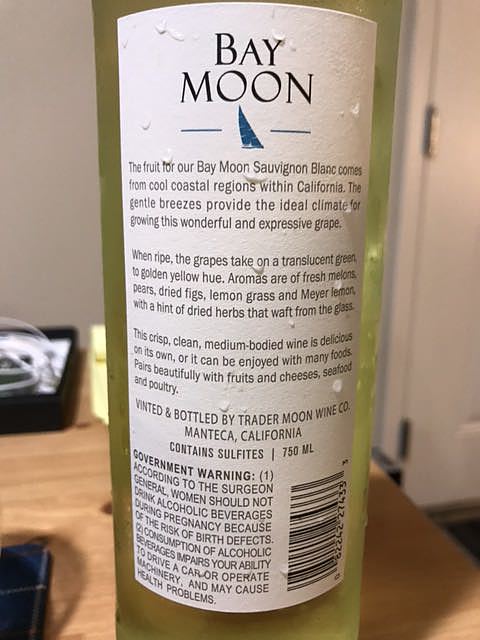 BAY
MOON
The fruit for our Bay Moon Sauvignon Blanc comes
from cool coastal regions within California. The
gentle breezes provide the ideal climate for
growing this wonderful and expressive grape.
When ripe, the grapes take on a translucent green,
to golden yellow hue. Aromas are of fresh melons,
pears, dried figs, lemon grass and Meyer lemon,
with a hint of dried herbs that waft from the glass.
This crisp, clean, medium-bodied wine is delicious
on its own, or it can be enjoyed with many foods.
Pairs beautifully with fruits and cheeses, seafood
and poultry.
VINTED & BOTTLED BY TRADER MOON WINE CO.
MANTECA, CALIFORNIA
CONTAINS SULFITES | 750 ML
GOVERNMENT WARNING: (1)
ACCORDING TO THE SURGEON
GENERAL, WOMEN SHOULD NOT
DRINK ALCOHOLIC BEVERAGES
DURING PREGNANCY BECAUSE
OF THE RISK OF BIRTH DEFECTS.
(2) CONSUMPTION OF ALCOHOLIC
BEVERAGES IMPAIRS YOUR ABILITY
TO DRIVE A CAR OR OPERATE
MACHINERY, AND MAY CAUSE
HEALTH PROBLEMS.
0 82242 27433 3